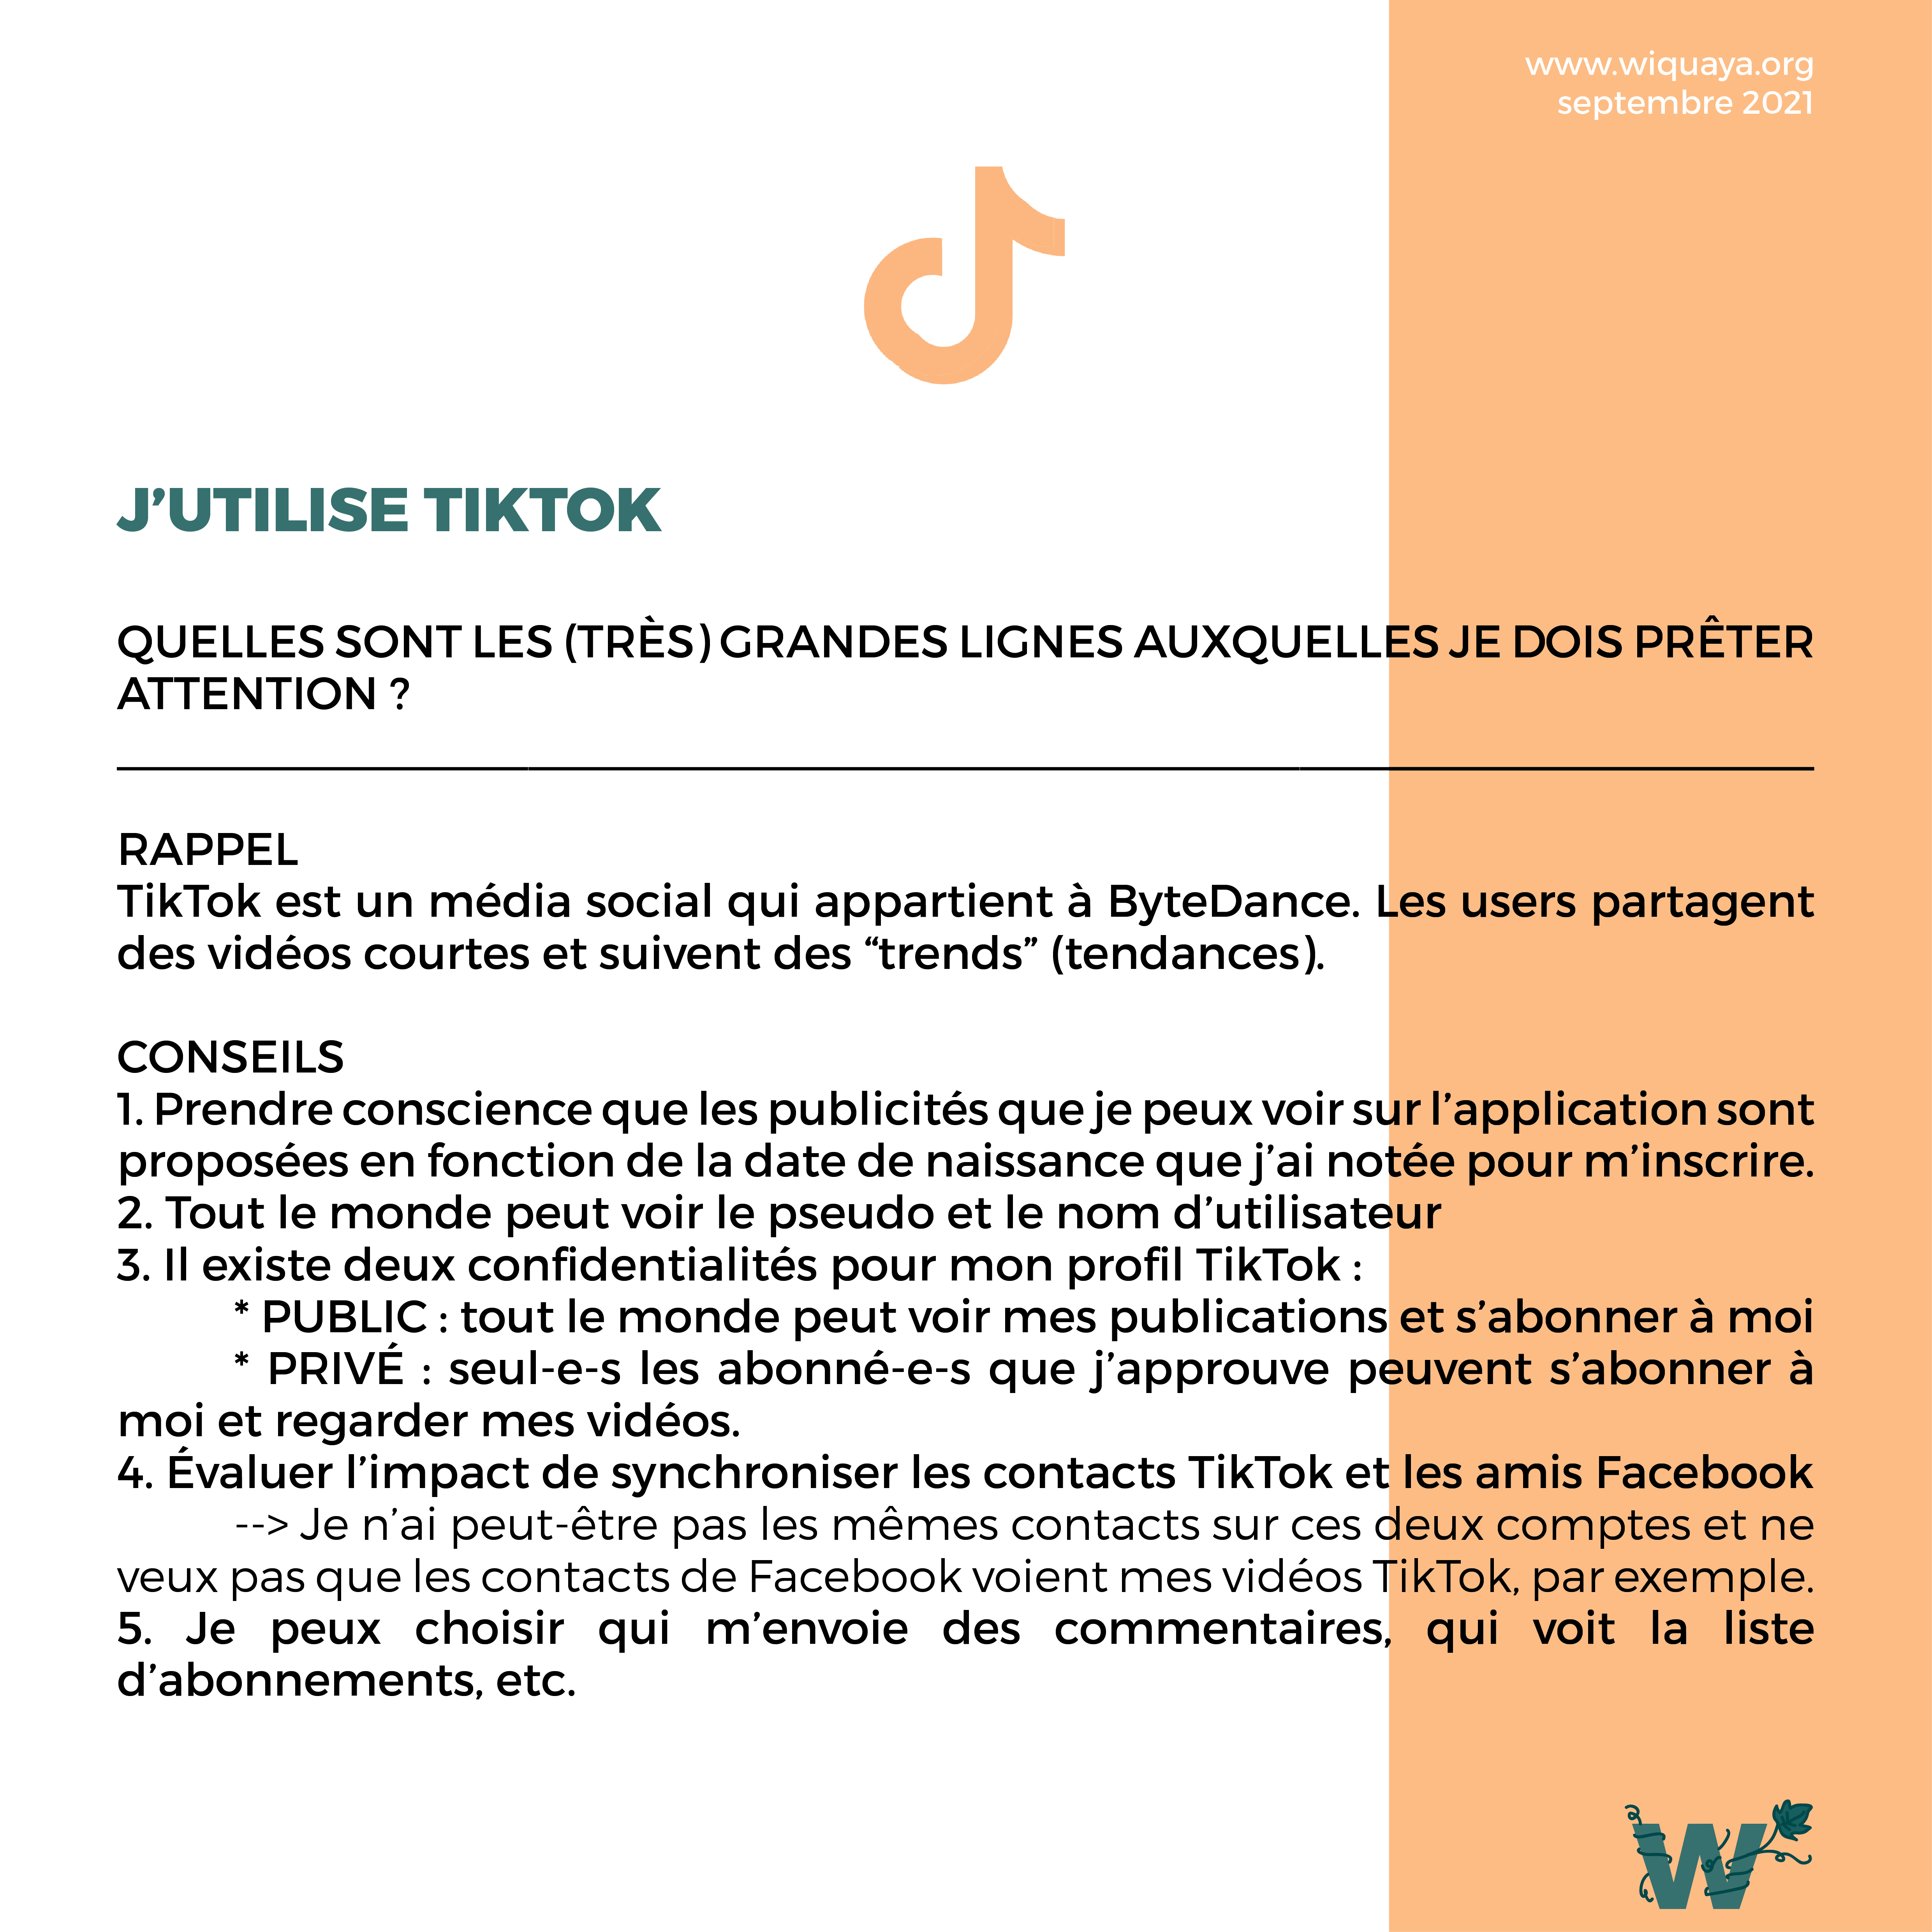 www.wiquaya.org
septembre 2021
J’UTILISE TIKTOK
QUELLES SONT LES (TRÈS) GRANDES LIGNES AUXQUELLES JE DOIS PRÊTER
ATTENTION ?
RAPPEL
TikTok est un média social qui appartient à ByteDance. Les users partagent
des vidéos courtes et suivent des “trends” (tendances).
CONSEILS
1. Prendre conscience que les publicités que je peux voir sur l’application sont
proposées en fonction de la date de naissance que j’ai notée pour m’inscrire.
2. Tout le monde peut voir le pseudo et le nom d’utilisateur
3. Il existe deux confidentialités pour mon profil TikTok :
* PUBLIC : tout le monde peut voir mes publications et s’abonner à moi
* PRIVÉ : seul-e-s les abonné-e-s que j’approuve peuvent s’abonner à
moi et regarder mes vidéos.
4. Évaluer l’impact de synchroniser les contacts TikTok et les amis Facebook
--> Je n’ai peut-être pas les mêmes contacts sur ces deux comptes et ne
veux pas que les contacts de Facebook voient mes vidéos TikTok, par exemple.
5. Je peux choisir qui m’envoie des commentaires, qui voit la liste
d’abonnements, etc.
W